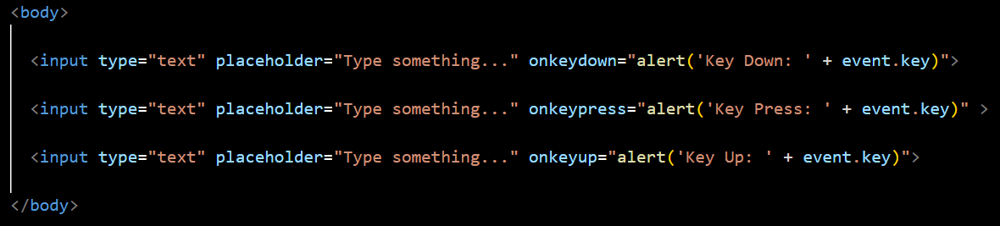 <body>
<input type="text" placeholder="Type something..." onkeydown="alert('Key Down: ' + event.key)">
<input type="text" placeholder="Type something..." onkeypress="alert('Key Press: ' + event.key)" >
<input type="text" placeholder="Type something..." onkeyup="alert('Key Up: ' + event.key)">
</body>